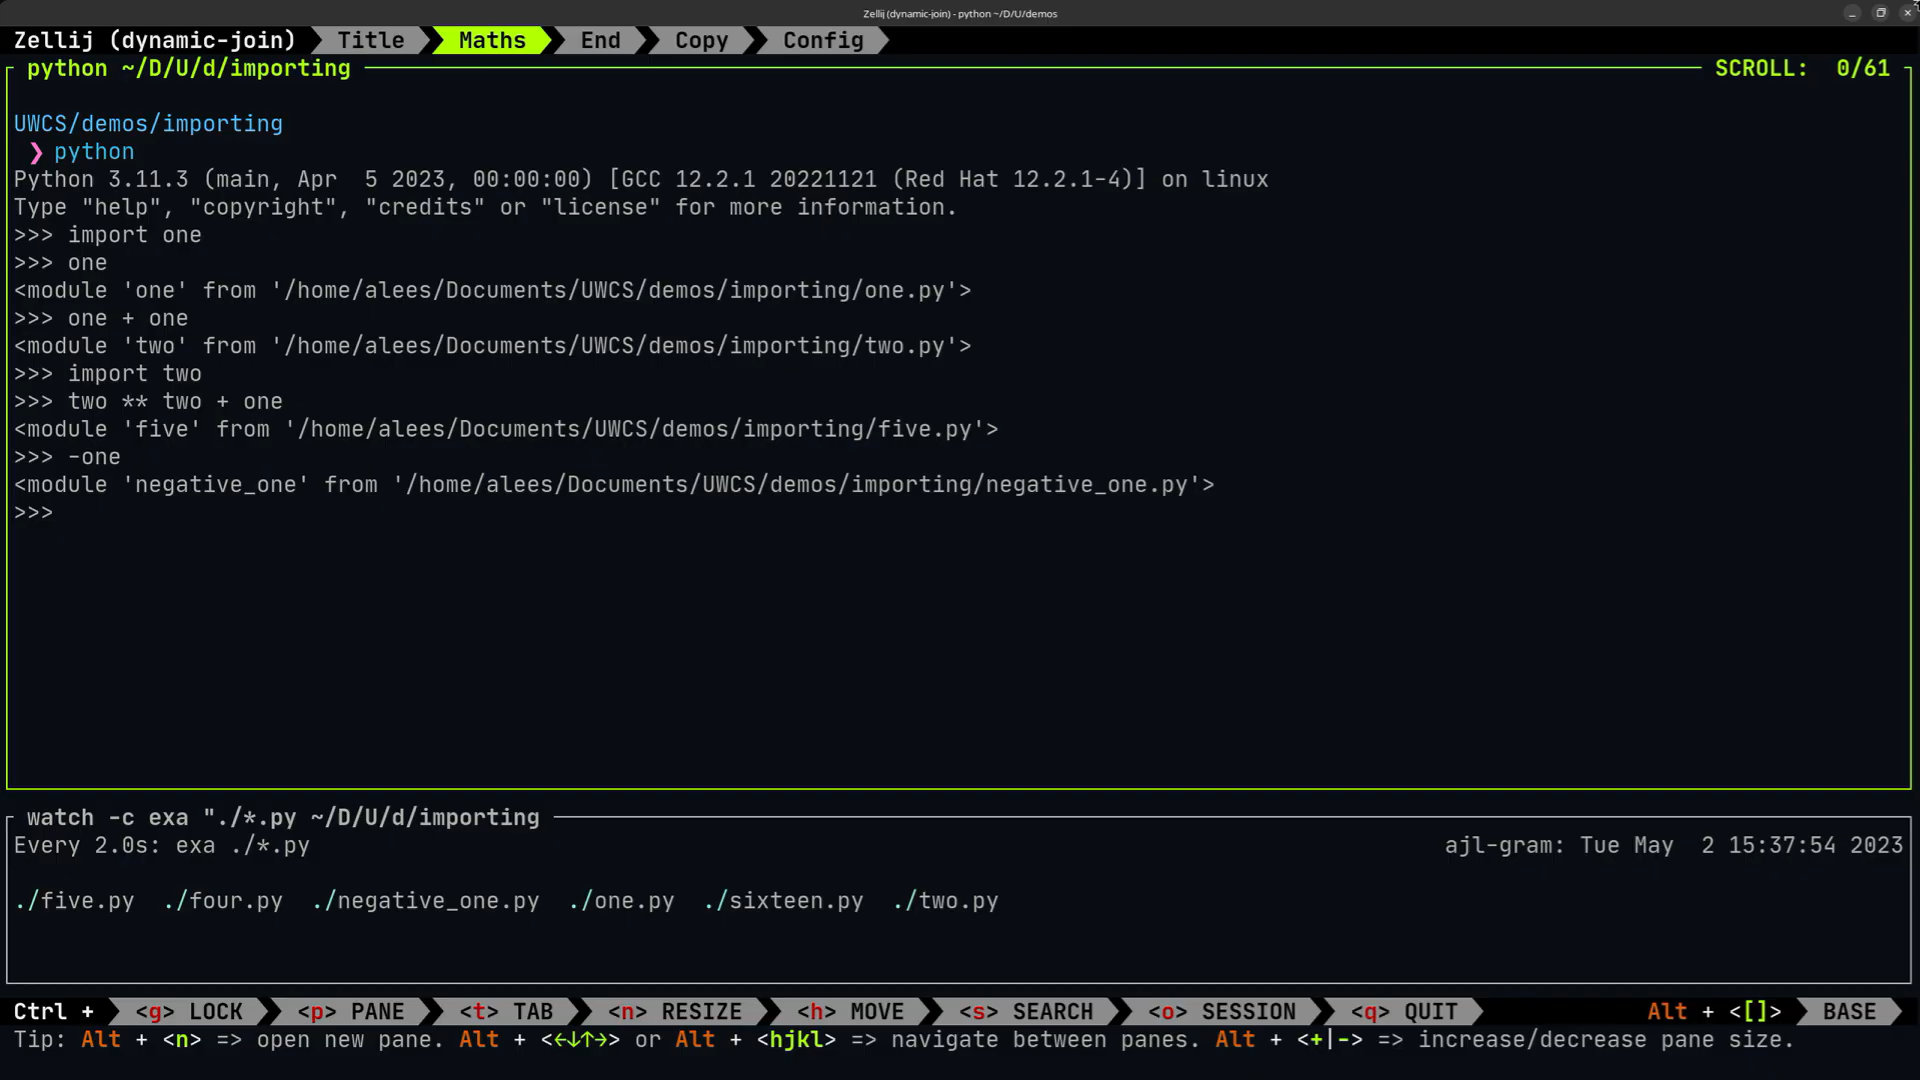 Zellij (dynamic-join) - python ~/D/U/demos
Zellij (dynamic-join) Title Maths End Copy Config
python ~/D/U/d/importing SCROLL: 0/61
UWCS/demos/importing
❯ python
Python 3.11.3 (main, Apr  5 2023, 00:00:00) [GCC 12.2.1 20221121 (Red Hat 12.2.1-4)] on linux
Type "help", "copyright", "credits" or "license" for more information.
>>> import one
>>> one
<module 'one' from '/home/alees/Documents/UWCS/demos/importing/one.py'>
>>> one + one
<module 'two' from '/home/alees/Documents/UWCS/demos/importing/two.py'>
>>> import two
>>> two ** two + one
<module 'five' from '/home/alees/Documents/UWCS/demos/importing/five.py'>
>>> -one
<module 'negative_one' from '/home/alees/Documents/UWCS/demos/importing/negative_one.py'>
>>>
watch -c exa "./*.py ~/D/U/d/importing
Every 2.0s: exa ./*.py ajl-gram: Tue May  2 15:37:54 2023
./five.py ./four.py ./negative_one.py ./one.py ./sixteen.py ./two.py
Ctrl + <g> LOCK <p> PANE <t> TAB <n> RESIZE <h> MOVE <s> SEARCH <o> SESSION <q> QUIT Alt + <[]> BASE
Tip: Alt + <n> => open new pane. Alt + <←↓↑→> or Alt + <hjkl> => navigate between panes. Alt + <+|-> => increase/decrease pane size.